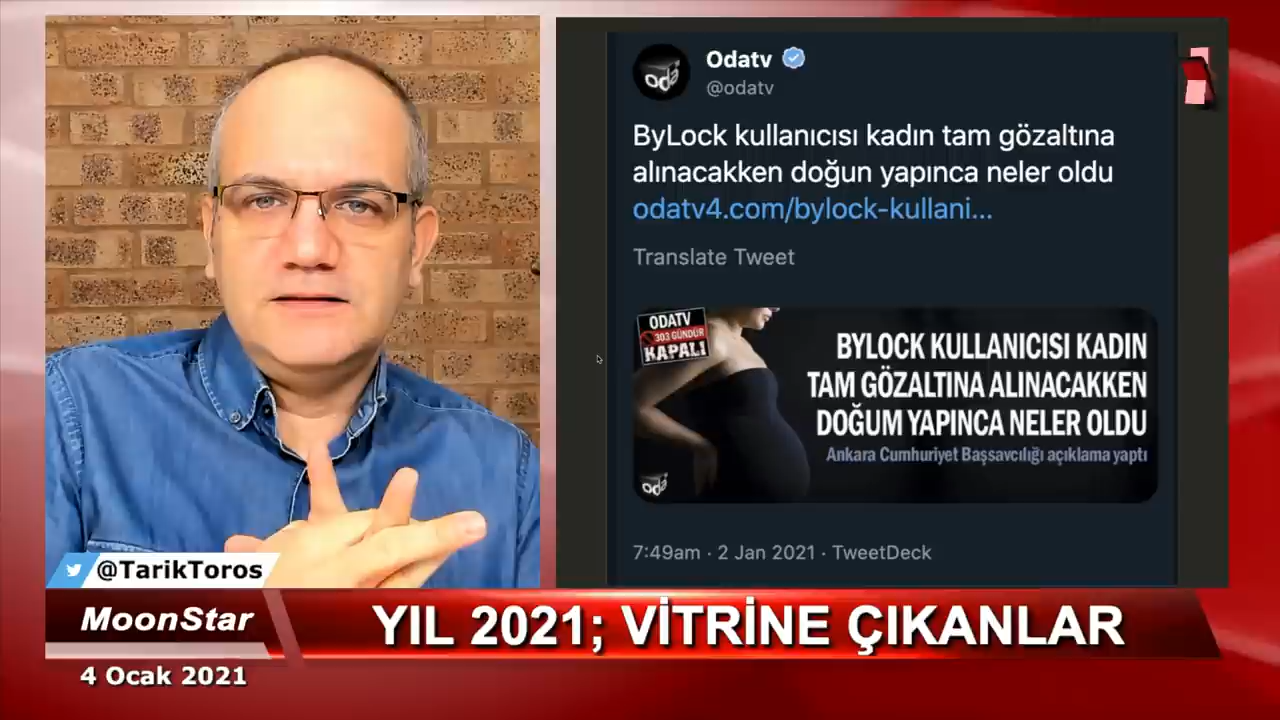 Odatv
@odatv
ByLock kullanıcısı kadın tam gözaltına
alınacakken doğun yapınca neler oldu
odatv4.com/bylock-kullani...
Translate Tweet
ODATV
303 GÜNDÜR
KAPALI
BYLOCK KULLANICISI KADIN
TAM GÖZALTINA ALINACAKKEN
DOĞUM YAPINCA NELER OLDU
Ankara Cumhuriyet Başsavcılığı açıklama yaptı
oda
7:49am · 2 Jan 2021 · TweetDeck
@TarikToros
MoonStar
YIL 2021; VİTRİNE ÇIKANLAR
4 Ocak 2021